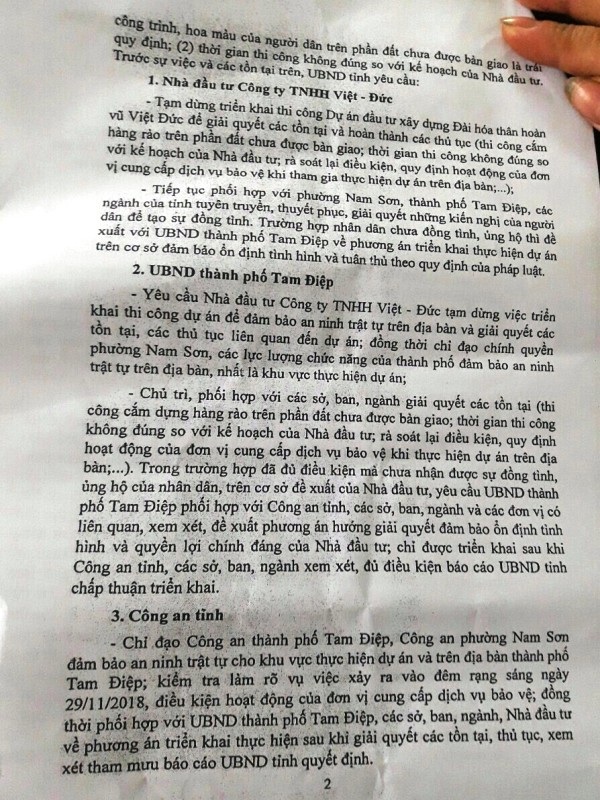 công trình, hoa màu của người dân trên phần đất chưa được bàn giao là trái
quy định; (2) thời gian thi công không đúng so với kế hoạch của Nhà đầu tư.
Trước sự việc và các tồn tại trên, UBND tỉnh yêu cầu:
1. Nhà đầu tư Công ty TNHH Việt - Đức
- Tạm dừng triển khai thi công Dự án đầu tư xây dựng Đài hóa thân hoàn
vũ Việt Đức để giải quyết các tồn tại và hoàn thành các thủ tục (thi công cắm
hàng rào trên phần đất chưa được bàn giao; thời gian thi công không đúng so
với kế hoạch của Nhà đầu tư; rà soát lại điều kiện, quy định hoạt động của đơn
vị cung cấp dịch vụ bảo vệ khi tham gia thực hiện dự án trên địa bàn;...);
- Tiếp tục phối hợp với phường Nam Sơn, thành phố Tam Điệp, các
ngành của tỉnh tuyên truyền, thuyết phục, giải quyết những kiến nghị của người
dân để tạo sự đồng tình. Trường hợp nhân dân chưa đồng tình, ủng hộ thì đề
xuất với UBND thành phố Tam Điệp về phương án triển khai thực hiện dự án
trên cơ sở đảm bảo ổn định tình hình và tuân thủ theo quy định của pháp luật.
2. UBND thành phố Tam Điệp
- Yêu cầu Nhà đầu tư Công ty TNHH Việt - Đức tạm dừng việc triển
khai thi công dự án để đảm bảo an ninh trật tự trên địa bàn và giải quyết các
tồn tại, các thủ tục liên quan đến dự án; đồng thời chỉ đạo chính quyền
phường Nam Sơn, các lực lượng chức năng của thành phố đảm bảo an ninh
trật tự trên địa bàn, nhất là khu vực thực hiện dự án;
- Chủ trì, phối hợp với các sở, ban, ngành giải quyết các tồn tại (thi
công cắm dựng hàng rào trên phần đất chưa được bàn giao; thời gian thi công
không đúng so với kế hoạch của Nhà đầu tư; rà soát lại điều kiện, quy định
hoạt động của đơn vị cung cấp dịch vụ bảo vệ khi thực hiện dự án trên địa
bàn;...). Trong trường hợp đã đủ điều kiện mà chưa nhận được sự đồng tình,
ủng hộ của nhân dân, trên cơ sở đề xuất của Nhà đầu tư, yêu cầu UBND thành
phố Tam Điệp phối hợp với Công an tỉnh, các sở, ban, ngành và các đơn vị có
liên quan, xem xét, đề xuất phương án hướng giải quyết đảm bảo ổn định tình
hình và quyền lợi chính đáng của Nhà đầu tư; chỉ được triển khai sau khi
Công an tỉnh, các sở, ban, ngành xem xét, đủ điều kiện báo cáo UBND tỉnh
chấp thuận triển khai.
3. Công an tỉnh
- Chỉ đạo Công an thành phố Tam Điệp, Công an phường Nam Sơn
đảm bảo an ninh trật tự cho khu vực thực hiện dự án và trên địa bàn thành phố
Tam Điệp; kiểm tra làm rõ vụ việc xảy ra vào đêm rạng sáng ngày
29/11/2018, điều kiện hoạt động của đơn vị cung cấp dịch vụ bảo vệ; đồng
thời phối hợp với UBND thành phố Tam Điệp, các sở, ban, ngành, Nhà đầu tư
về phương án triển khai thực hiện sau khi giải quyết các tồn tại, thủ tục, xem
xét tham mưu báo cáo UBND tỉnh quyết định.
2